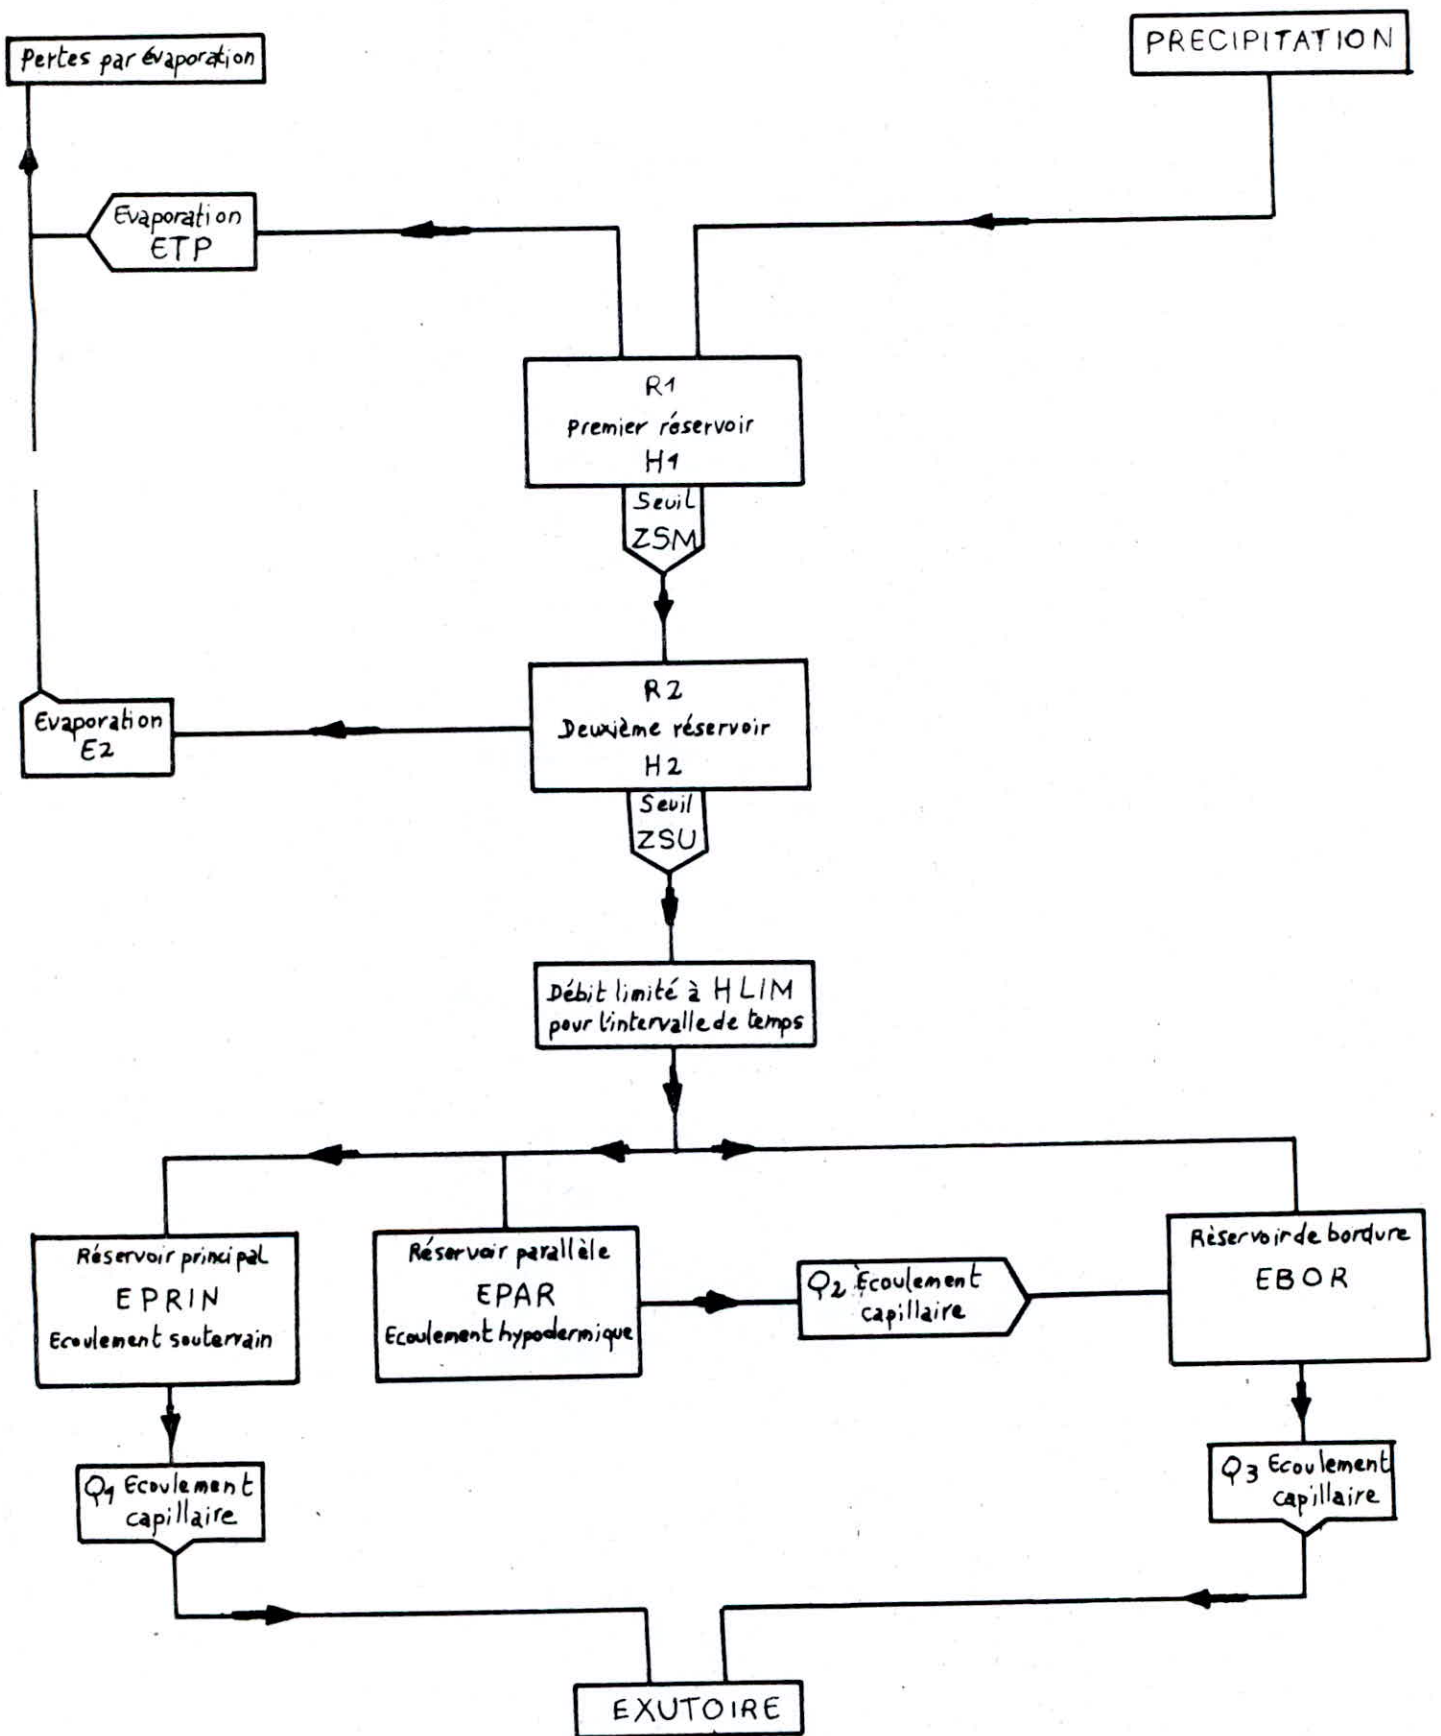 Pertes par évaporation
PRECIPITATION
Evaporation
ETP
R1
Premier réservoir
H1
Seuil
ZSM
R2
Deuxième réservoir
H2
Evaporation
E2
Seuil
ZSU
Débit limité à HLIM
pour l'intervalle de temps
Réservoir principal
EPRIN
Ecoulement souterrain
Réservoir parallèle
EPAR
Ecoulement hypodermique
Q2 Ecoulement
capillaire
Rèservoir de bordure
EBOR
Q1 Ecoulement
capillaire
Q3 Ecoulement
capillaire
EXUTOIRE